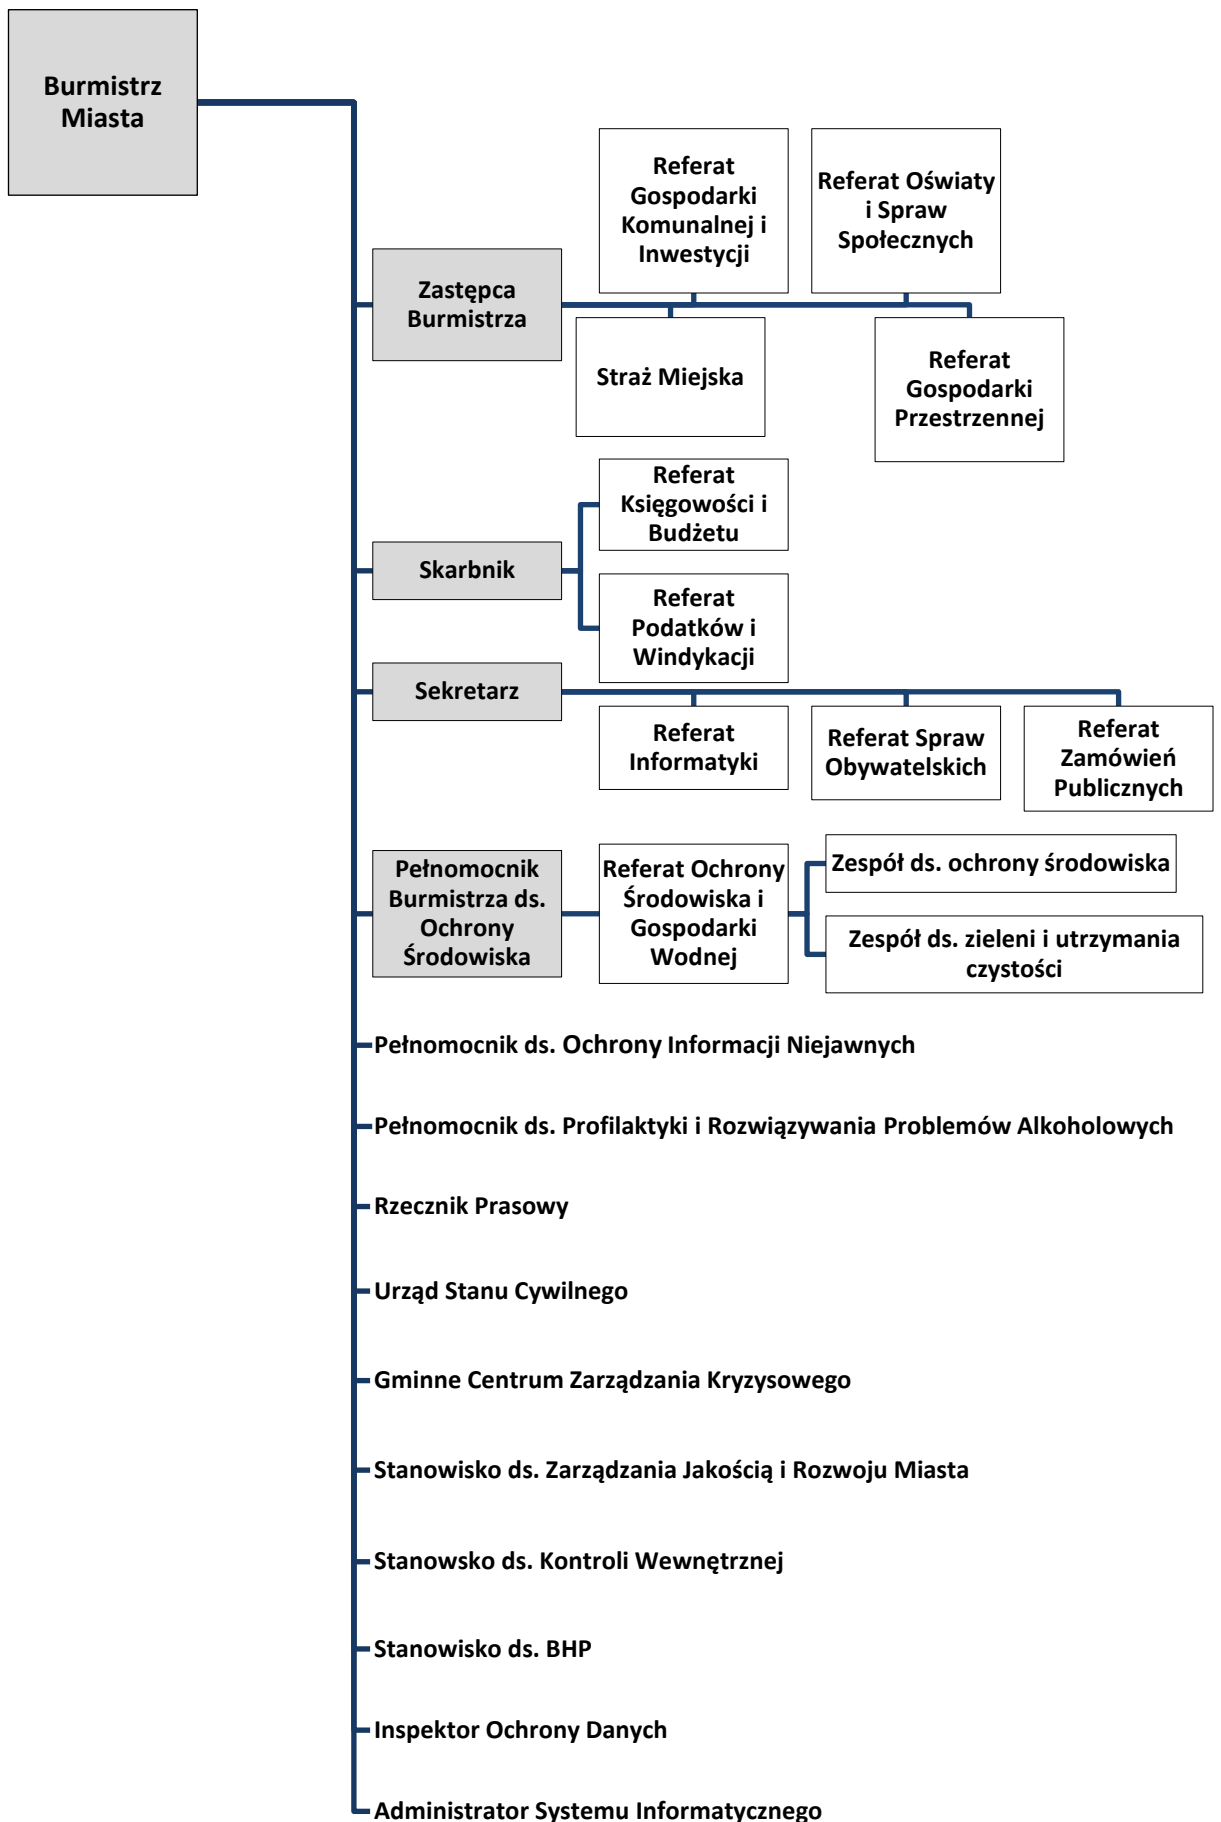 Burmistrz
Miasta
Referat
Gospodarki
Komunalnej i
Inwestycji
Referat Oświaty
i Spraw
Społecznych
Zastępca
Burmistrza
Straż Miejska
Referat
Gospodarki
Przestrzennej
Referat
Księgowości i
Budżetu
Skarbnik
Referat
Podatków i
Windykacji
Sekretarz
Referat
Informatyki
Referat Spraw
Obywatelskich
Referat
Zamówień
Publicznych
Pełnomocnik
Burmistrza ds.
Ochrony
Środowiska
Referat Ochrony
Środowiska i
Gospodarki
Wodnej
Zespół ds. ochrony środowiska
Zespół ds. zieleni i utrzymania
czystości
Pełnomocnik ds. Ochrony Informacji Niejawnych
Pełnomocnik ds. Profilaktyki i Rozwiązywania Problemów Alkoholowych
Rzecznik Prasowy
Urząd Stanu Cywilnego
Gminne Centrum Zarządzania Kryzysowego
Stanowisko ds. Zarządzania Jakością i Rozwoju Miasta
Stanowsko ds. Kontroli Wewnętrznej
Stanowisko ds. BHP
Inspektor Ochrony Danych
Administrator Systemu Informatycznego